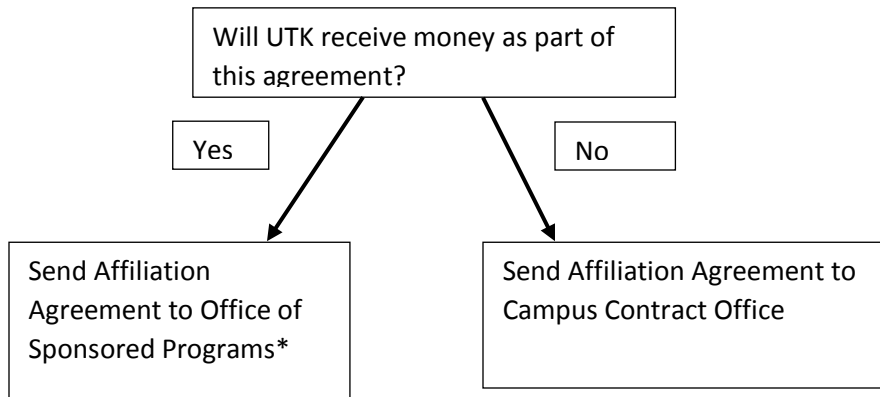 Will UTK receive money as part of
this agreement?
Yes
No
Send Affiliation
Agreement to Office of
Sponsored Programs*
Send Affiliation Agreement to
Campus Contract Office